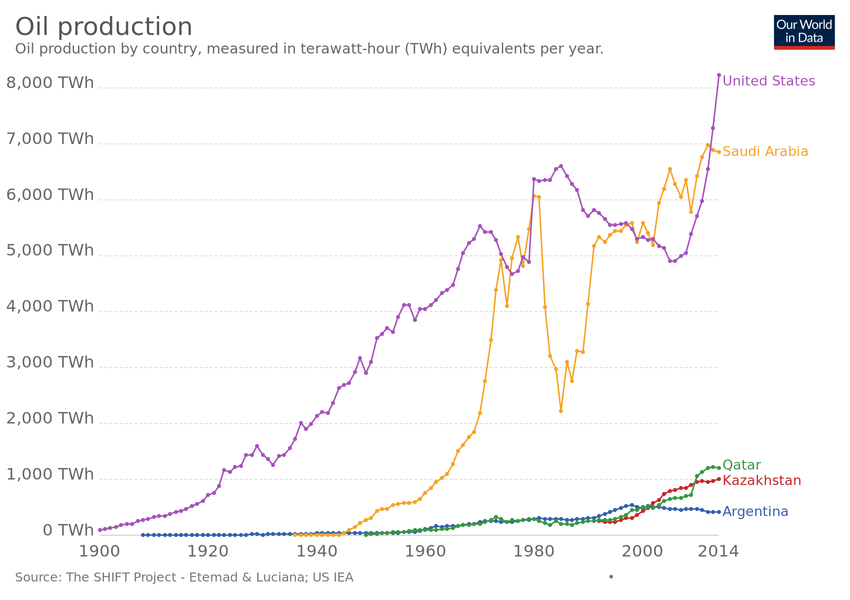 Oil production
Oil production by country, measured in terawatt-hour (TWh) equivalents per year.
Our World
in Data
8,000 TWh
7,000 TWh
6,000 TWh
5,000 TWh
4,000 TWh
3,000 TWh
2,000 TWh
1,000 TWh
0 TWh
United States
Saudi Arabia
Qatar
Kazakhstan
Argentina
1900 1920 1940 1960 1980 2000 2014
Source: The SHIFT Project - Etemad & Luciana; US IEA •